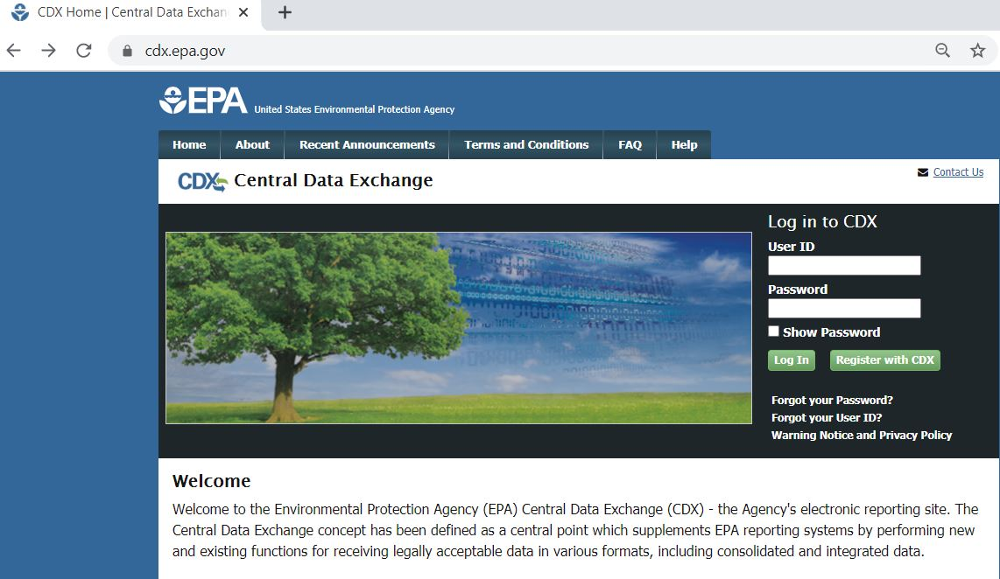 CDX Home | Central Data Exchan
cdx.epa.gov
EPA United States Environmental Protection Agency
Home About Recent Announcements Terms and Conditions FAQ Help
CDX Central Data Exchange
Contact Us
Log in to CDX
User ID
Password
Show Password
Log In Register with CDX
Forgot your Password?
Forgot your User ID?
Warning Notice and Privacy Policy
Welcome
Welcome to the Environmental Protection Agency (EPA) Central Data Exchange (CDX) - the Agency's electronic reporting site. The
Central Data Exchange concept has been defined as a central point which supplements EPA reporting systems by performing new
and existing functions for receiving legally acceptable data in various formats, including consolidated and integrated data.